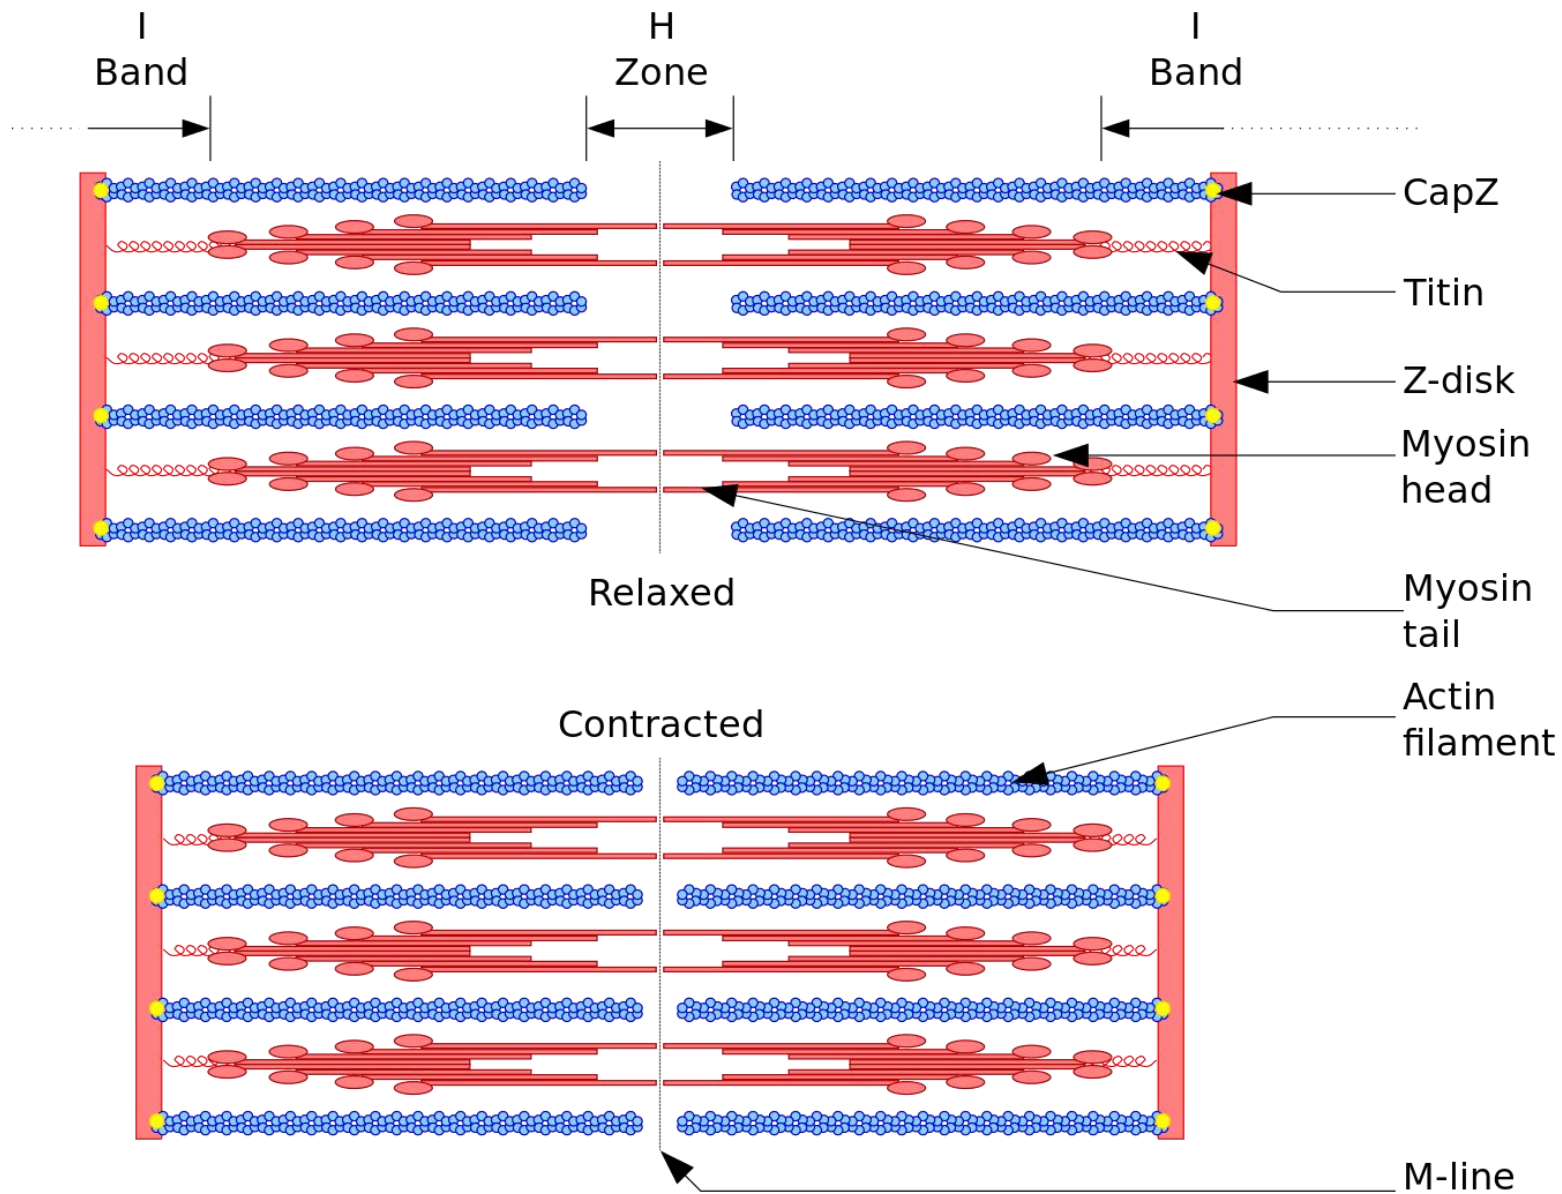 I
Band
H
Zone
I
Band
CapZ
Titin
Z-disk
Myosin
head
Relaxed
Myosin
tail
Actin
filament
Contracted
M-line